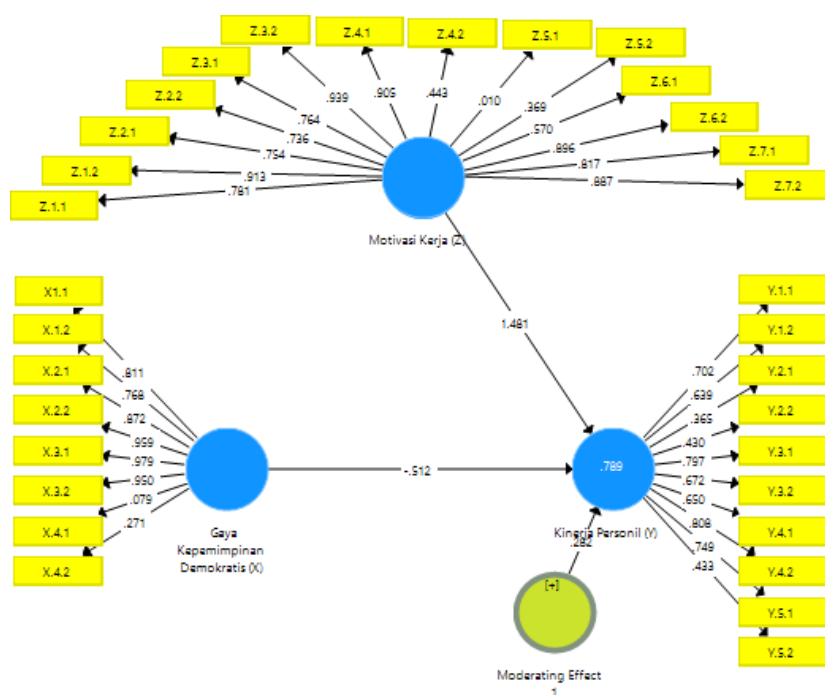 Z.3.2
Z.4.1
Z.4.2
Z.5.1
Z.5.2
Z.3.1
Z.6.1
Z.2.2
Z.6.2
Z.2.1
Z.7.1
Z.1.2
Z.7.2
Z.1.1
.939
.905
.443
.010
.369
.764
.570
.736
.896
.754
.817
.913
.887
.781
Motivasi Kerja (Z)
1.481
X1.1
X.1.2
X.2.1
X.2.2
X.3.1
X.3.2
X.4.1
X.4.2
.811
.768
.872
.959
.979
.950
.079
.271
Gaya
Kepemimpinan
Demokratis (X)
-.512
.789
Kinerja Personil (Y)
.282
[+]
Moderating Effect
1
.702
.639
.365
.430
.797
.672
.650
.808
.749
.433
Y.1.1
Y.1.2
Y.2.1
Y.2.2
Y.3.1
Y.3.2
Y.4.1
Y.4.2
Y.5.1
Y.5.2